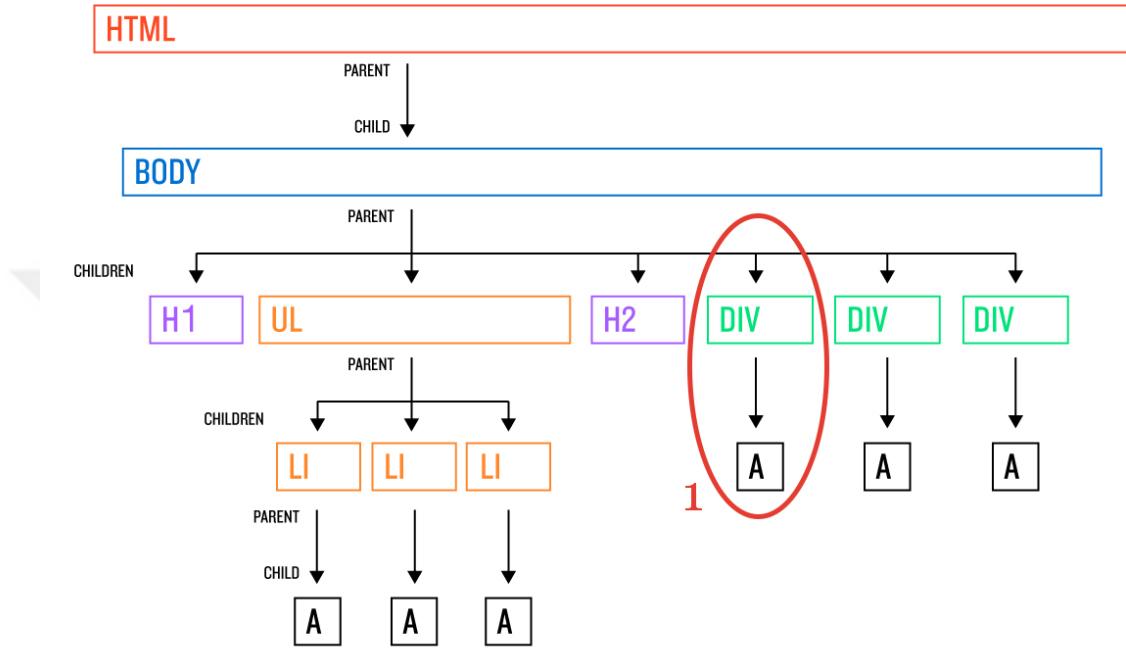 HTML
PARENT
CHILD
BODY
PARENT
CHILDREN
H1 UL H2 DIV DIV DIV
PARENT
CHILDREN
LI LI LI A A A
1
PARENT
CHILD
A A A